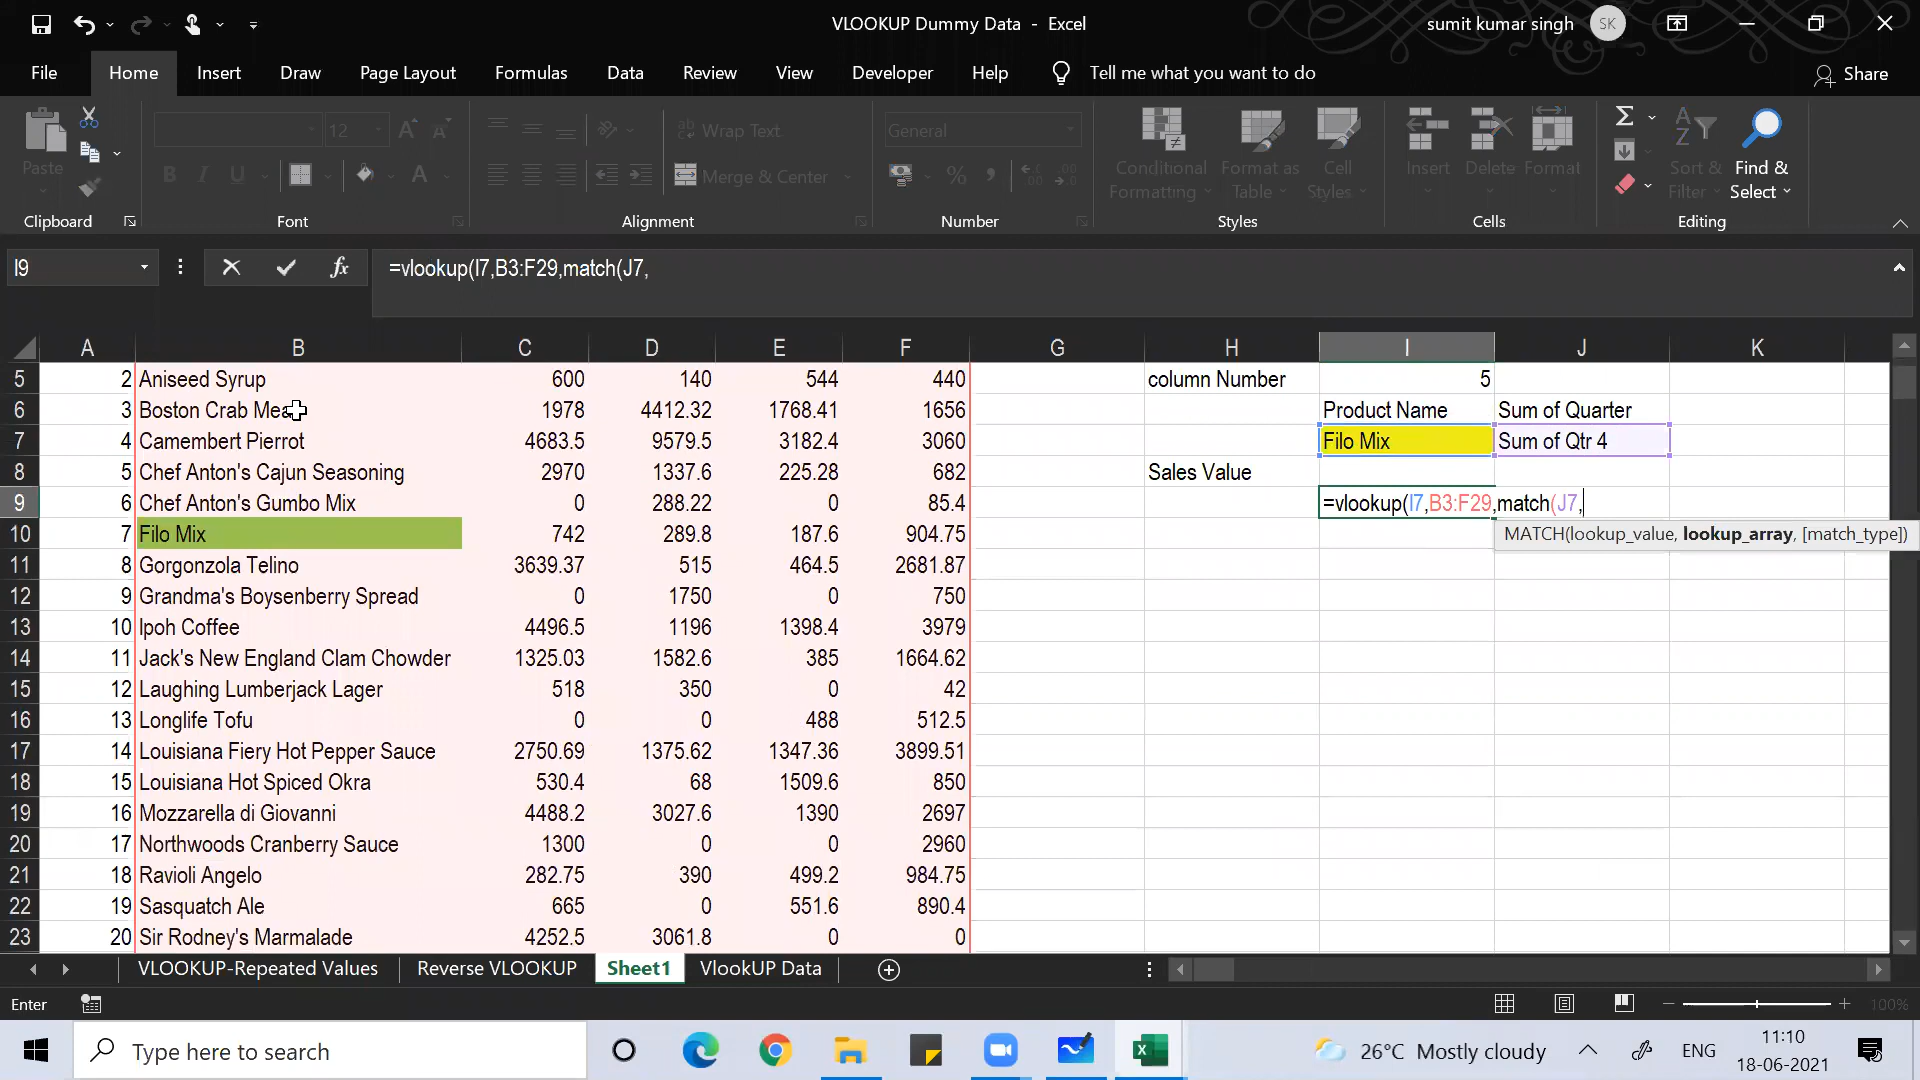 VLOOKUP Dummy Data - Excel
sumit kumar singh SK
File Home Insert Draw Page Layout Formulas Data Review View Developer Help Tell me what you want to do Share
Paste
Clipboard
12 A A
B I U A
Font
ab Wrap Text
Merge & Center
Alignment
General
% ,
Number
Conditional Formatting
Format as Table
Cell Styles
Styles
Insert Delete Format
Cells
Sort & Filter
Find & Select
Editing
I9 fx =vlookup(I7,B3:F29,match(J7,
A B C D E F G H I J K
5 2 Aniseed Syrup 600 140 544 440 column Number 5
6 3 Boston Crab Mea 1978 4412.32 1768.41 1656 Product Name Sum of Quarter
7 4 Camembert Pierrot 4683.5 9579.5 3182.4 3060 Filo Mix Sum of Qtr 4
8 5 Chef Anton's Cajun Seasoning 2970 1337.6 225.28 682 Sales Value
9 6 Chef Anton's Gumbo Mix 0 288.22 0 85.4 =vlookup(I7,B3:F29,match(J7,
10 7 Filo Mix 742 289.8 187.6 904.75 MATCH(lookup_value, lookup_array, [match_type])
11 8 Gorgonzola Telino 3639.37 515 464.5 2681.87
12 9 Grandma's Boysenberry Spread 0 1750 0 750
13 10 Ipoh Coffee 4496.5 1196 1398.4 3979
14 11 Jack's New England Clam Chowder 1325.03 1582.6 385 1664.62
15 12 Laughing Lumberjack Lager 518 350 0 42
16 13 Longlife Tofu 0 0 488 512.5
17 14 Louisiana Fiery Hot Pepper Sauce 2750.69 1375.62 1347.36 3899.51
18 15 Louisiana Hot Spiced Okra 530.4 68 1509.6 850
19 16 Mozzarella di Giovanni 4488.2 3027.6 1390 2697
20 17 Northwoods Cranberry Sauce 1300 0 0 2960
21 18 Ravioli Angelo 282.75 390 499.2 984.75
22 19 Sasquatch Ale 665 0 551.6 890.4
23 20 Sir Rodney's Marmalade 4252.5 3061.8 0 0
VLOOKUP-Repeated Values Reverse VLOOKUP Sheet1 VlookUP Data
Enter 100%
Type here to search
26°C Mostly cloudy ENG 11:10
18-06-2021